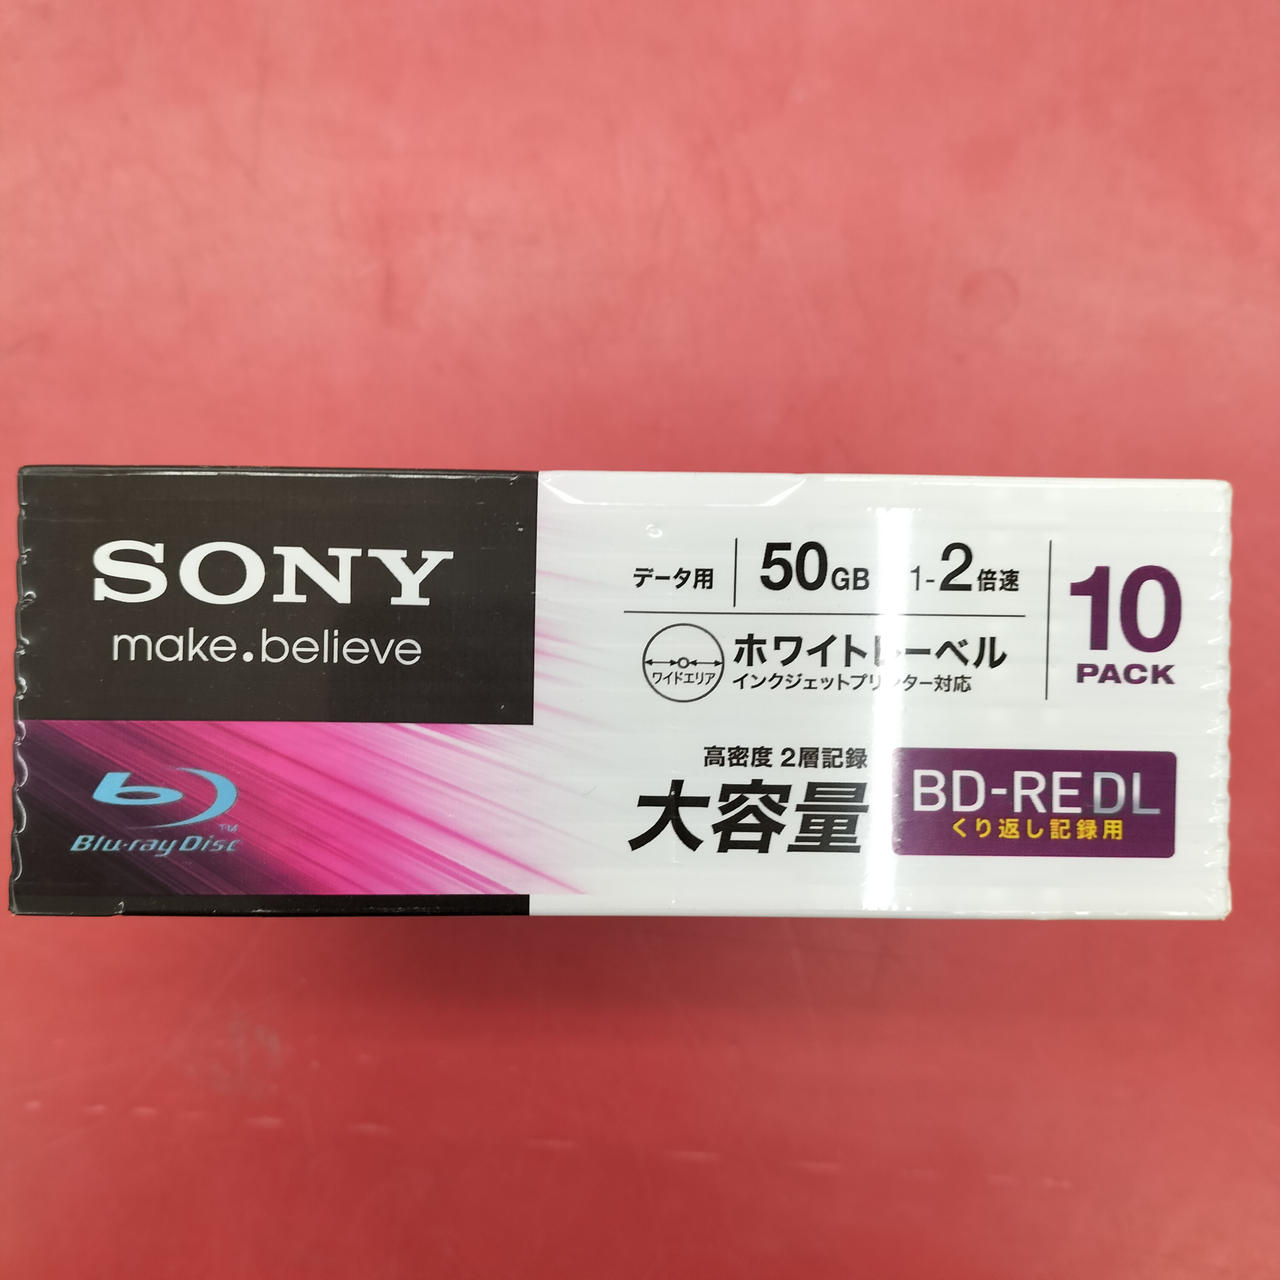 SONY
make.believe
Blu-ray Disc
TM
データ用
50GB
1-2倍速
10
PACK
ワイドエリア
ホワイトレーベル
インクジェットプリンター対応
高密度 2層記録
大容量
BD-RE DL
くり返し記録用